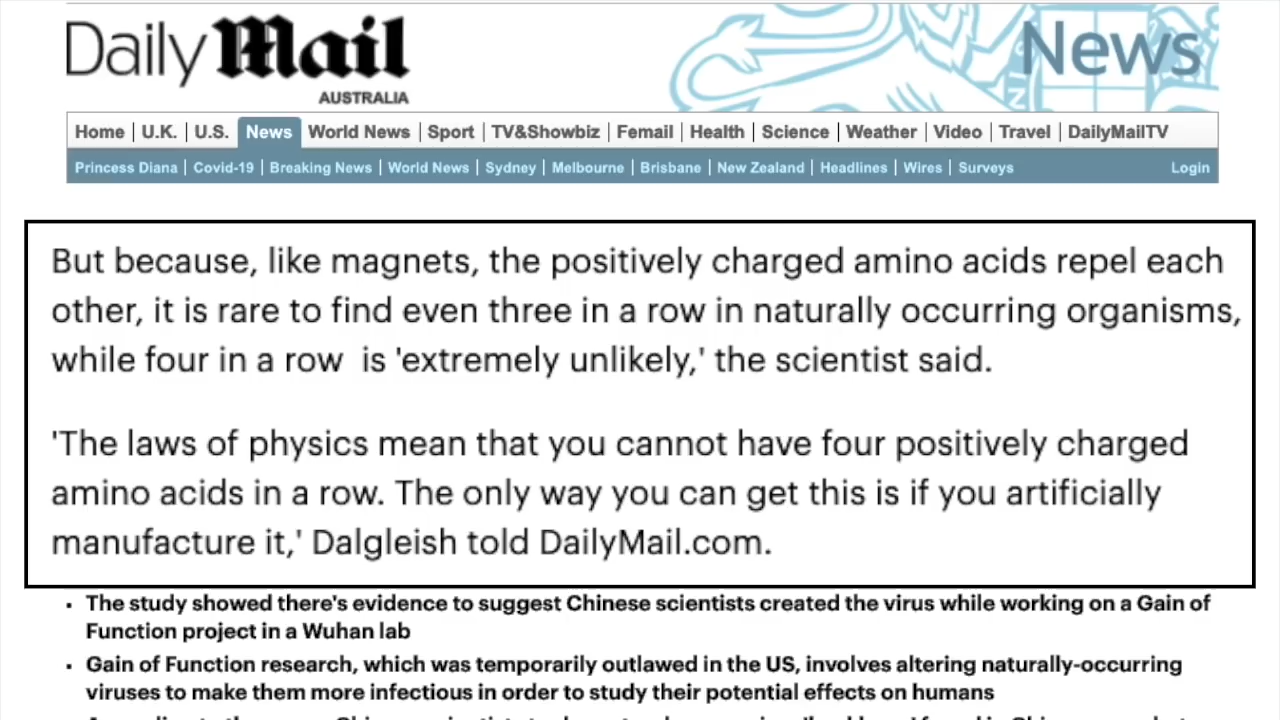 Daily Mail
AUSTRALIA
News
Home | U.K. | U.S. | News | World News | Sport | TV&Showbiz | Femail | Health | Science | Weather | Video | Travel | DailyMailTV
Princess Diana | Covid-19 | Breaking News | World News | Sydney | Melbourne | Brisbane | New Zealand | Headlines | Wires | Surveys Login
But because, like magnets, the positively charged amino acids repel each
other, it is rare to find even three in a row in naturally occurring organisms,
while four in a row is 'extremely unlikely,' the scientist said.
'The laws of physics mean that you cannot have four positively charged
amino acids in a row. The only way you can get this is if you artificially
manufacture it,' Dalgleish told DailyMail.com.
▪ The study showed there's evidence to suggest Chinese scientists created the virus while working on a Gain of
Function project in a Wuhan lab
▪ Gain of Function research, which was temporarily outlawed in the US, involves altering naturally-occurring
viruses to make them more infectious in order to study their potential effects on humans